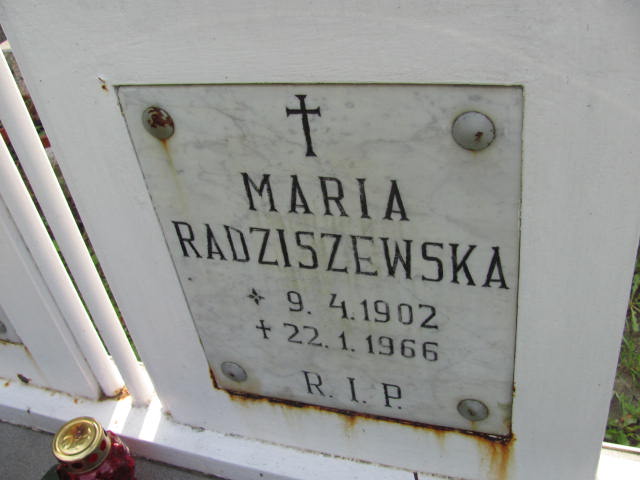 MARIA
RADZISZEWSKA
9. 4.1902
22.1.1966
R.I.P.